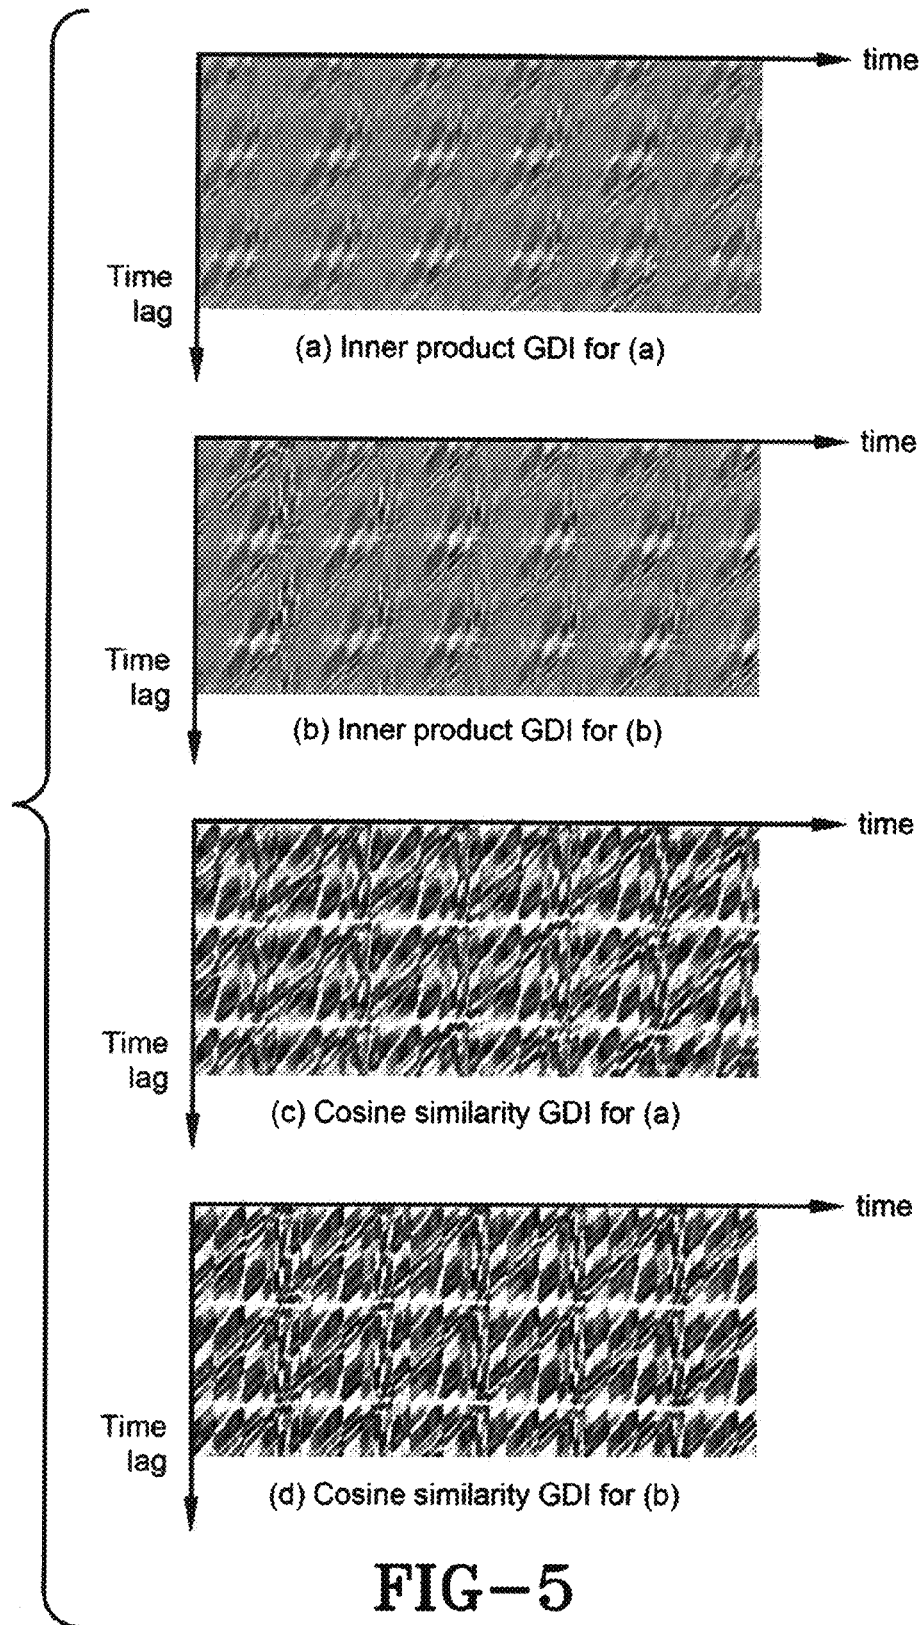 time
Time
lag
(a) Inner product GDI for (a)
time
Time
lag
(b) Inner product GDI for (b)
time
Time
lag
(c) Cosine similarity GDI for (a)
time
Time
lag
(d) Cosine similarity GDI for (b)
FIG-5